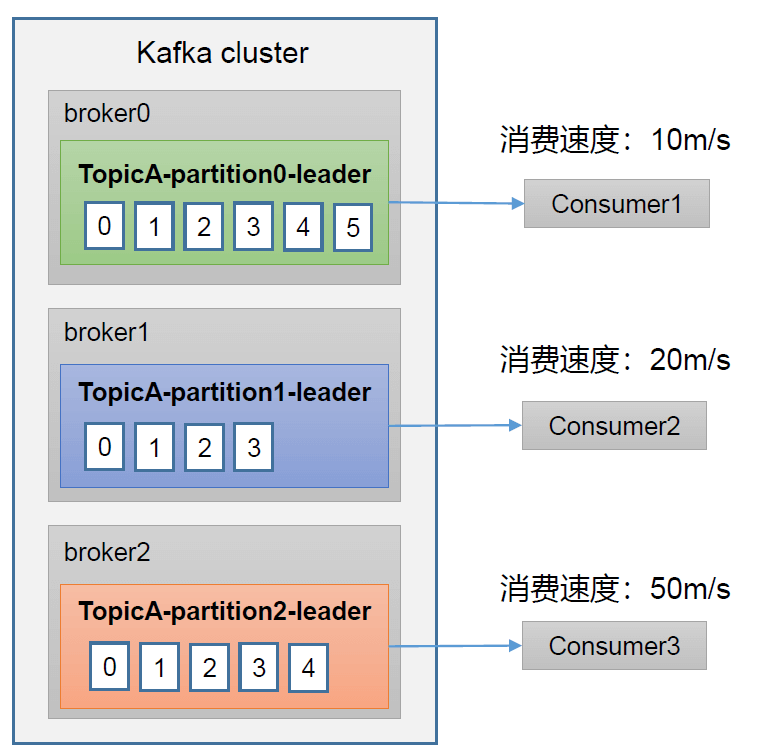 Kafka cluster
broker0
TopicA-partition0-leader
0 1 2 3 4 5
消费速度：10m/s
Consumer1
broker1
TopicA-partition1-leader
0 1 2 3
消费速度：20m/s
Consumer2
broker2
TopicA-partition2-leader
0 1 2 3 4
消费速度：50m/s
Consumer3